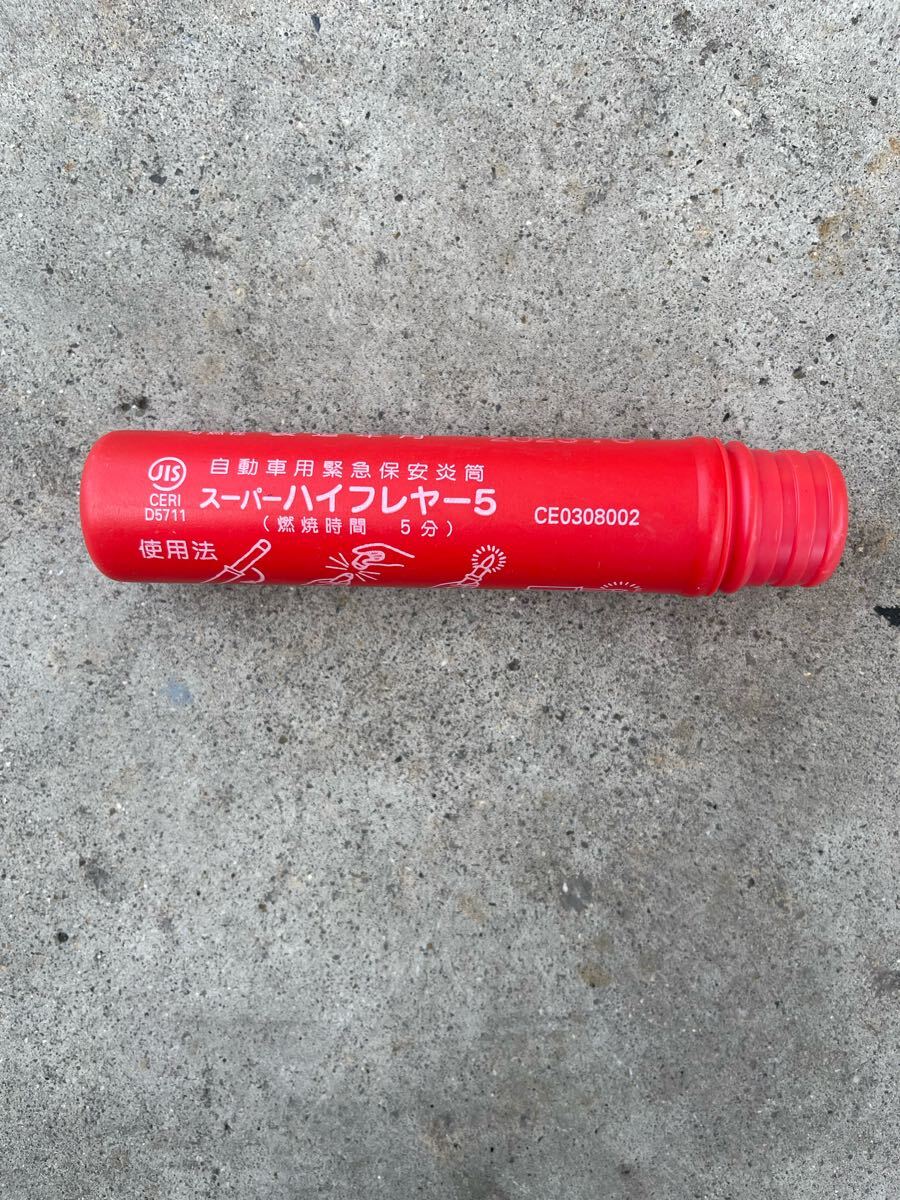 JIS
CERI
D5711
自動車用緊急保安炎筒
スーパーハイフレヤー5
(燃焼時間 5分)
CE0308002
使用法